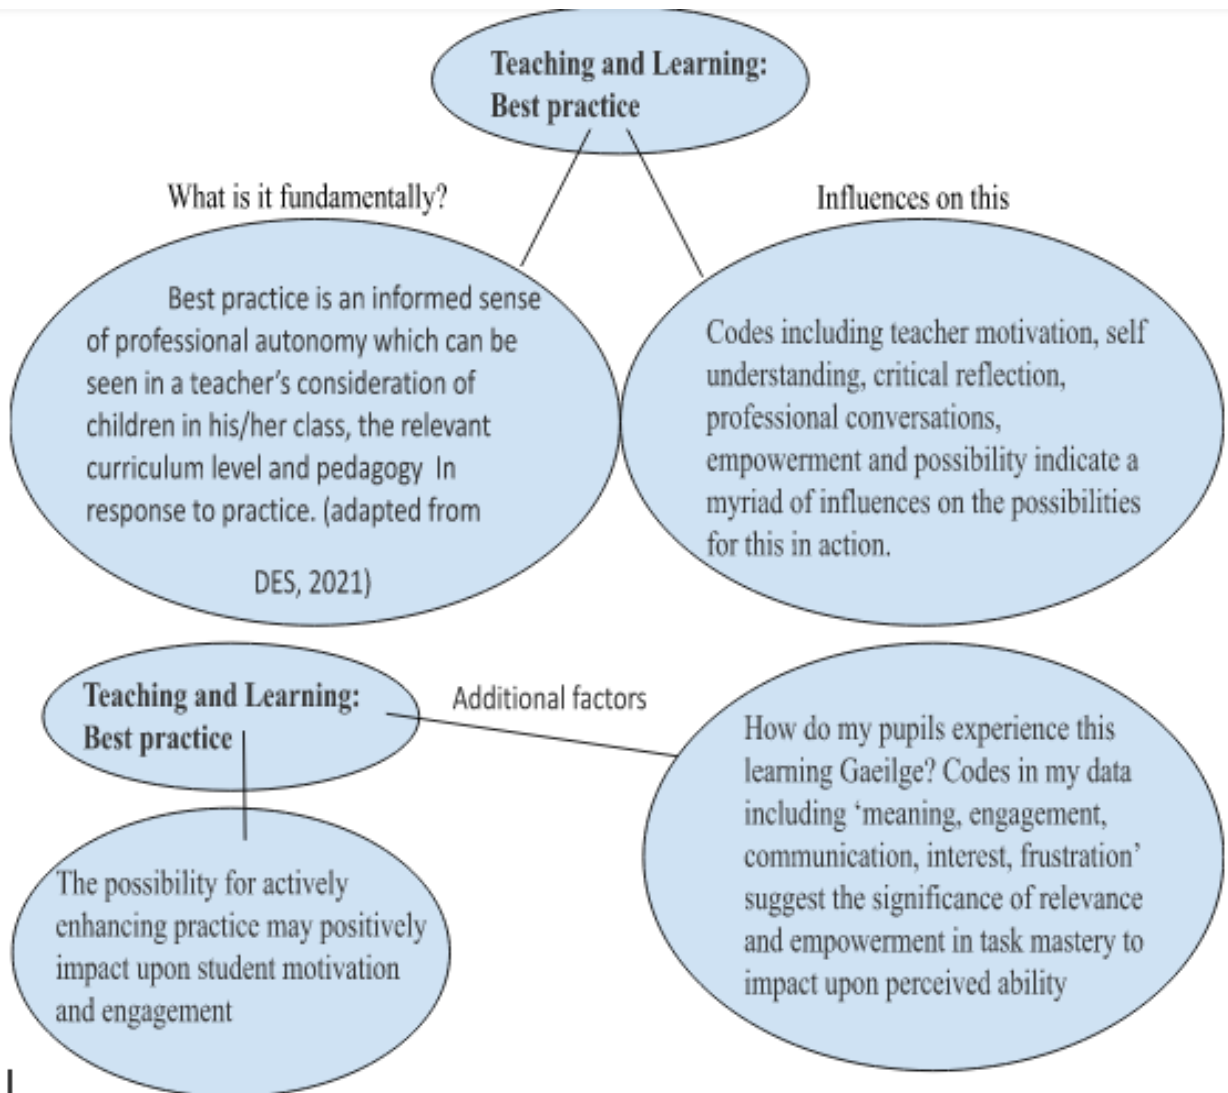 Teaching and Learning:
Best practice
What is it fundamentally?
Best practice is an informed sense
of professional autonomy which can be
seen in a teacher’s consideration of
children in his/her class, the relevant
curriculum level and pedagogy In
response to practice. (adapted from
DES, 2021)
Influences on this
Codes including teacher motivation, self
understanding, critical reflection,
professional conversations,
empowerment and possibility indicate a
myriad of influences on the possibilities
for this in action.
Teaching and Learning:
Best practice
Additional factors
How do my pupils experience this
learning Gaeilge? Codes in my data
including ‘meaning, engagement,
communication, interest, frustration’
suggest the significance of relevance
and empowerment in task mastery to
impact upon perceived ability
The possibility for actively
enhancing practice may positively
impact upon student motivation
and engagement